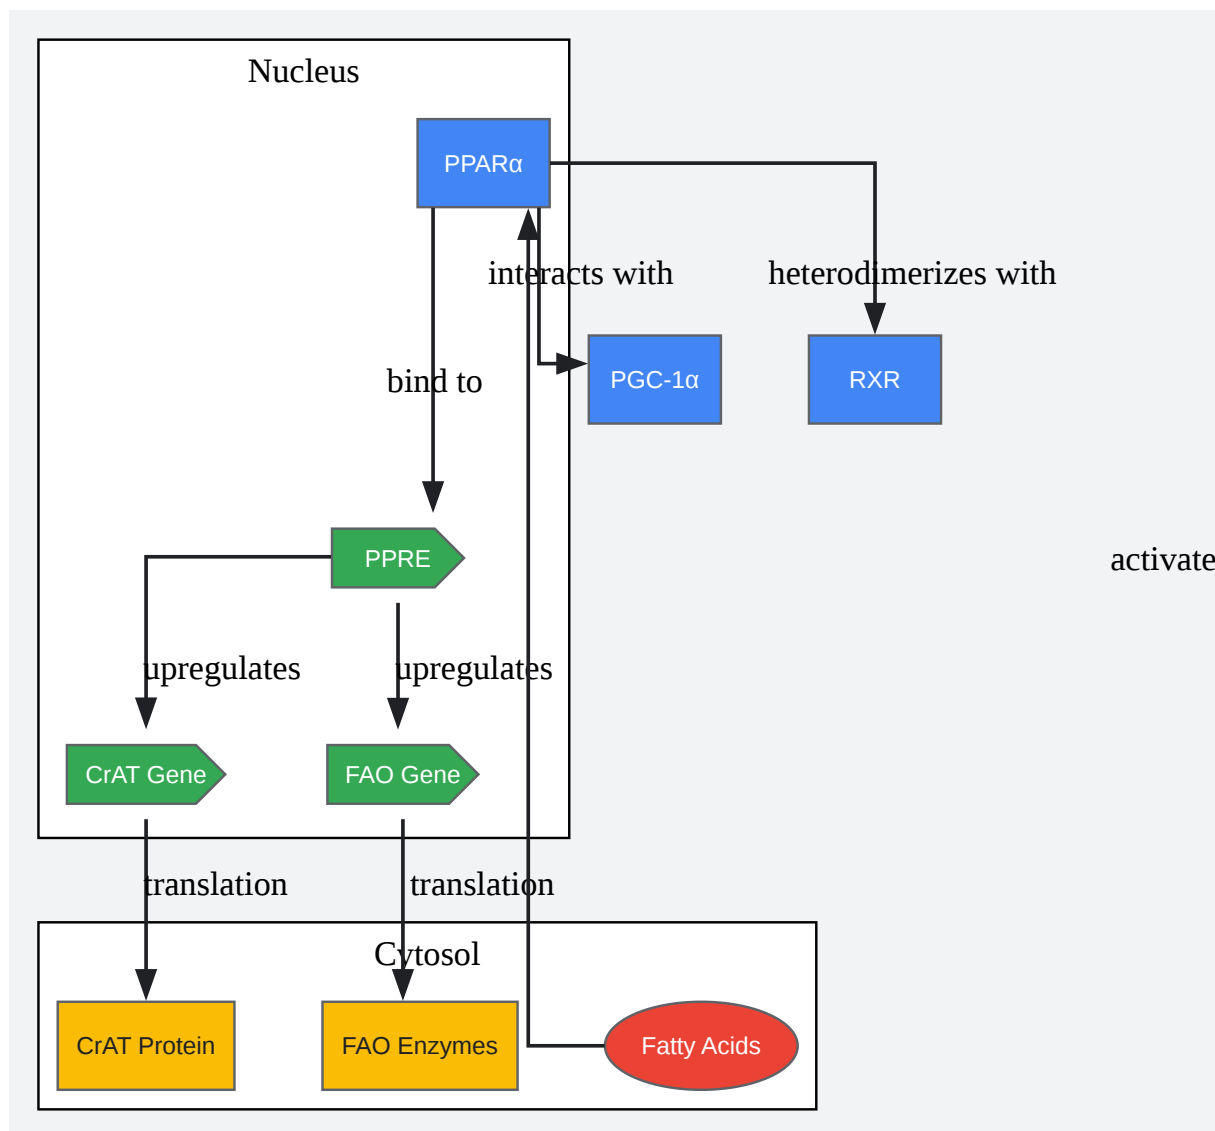 Nucleus
PPARα
interacts with
heterodimerizes with
bind to
PGC-1α
RXR
PPRE
activate
upregulates
upregulates
CrAT Gene
FAO Gene
translation
translation
Cytosol
CrAT Protein
FAO Enzymes
Fatty Acids